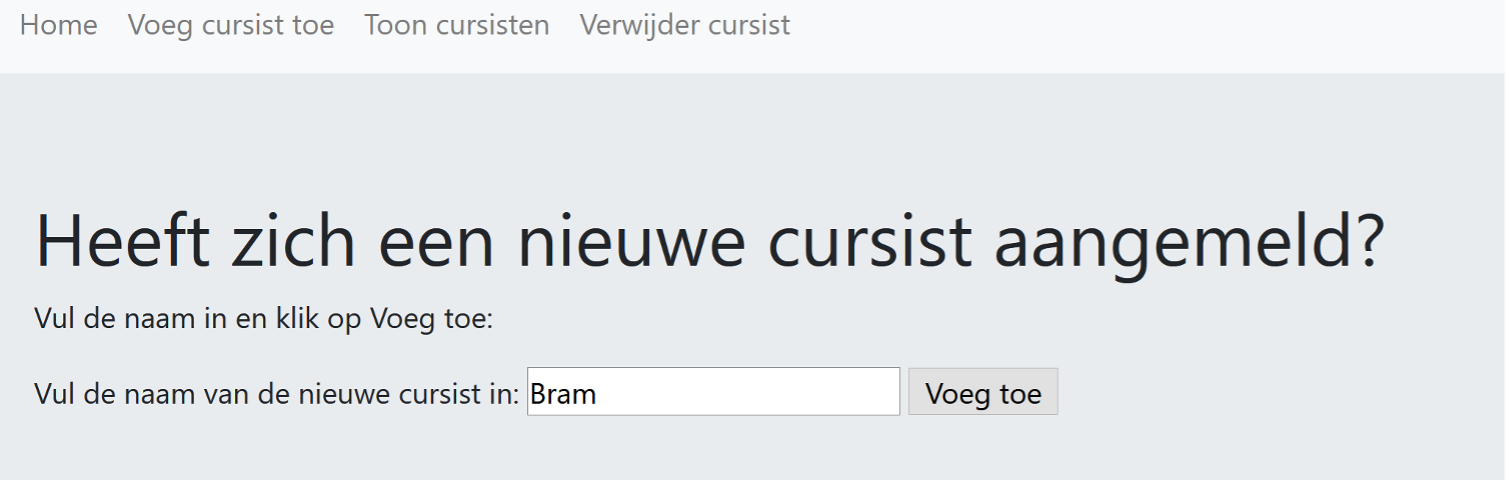 Home Voeg cursist toe Toon cursisten Verwijder cursist
Heeft zich een nieuwe cursist aangemeld?
Vul de naam in en klik op Voeg toe:
Vul de naam van de nieuwe cursist in: Bram Voeg toe